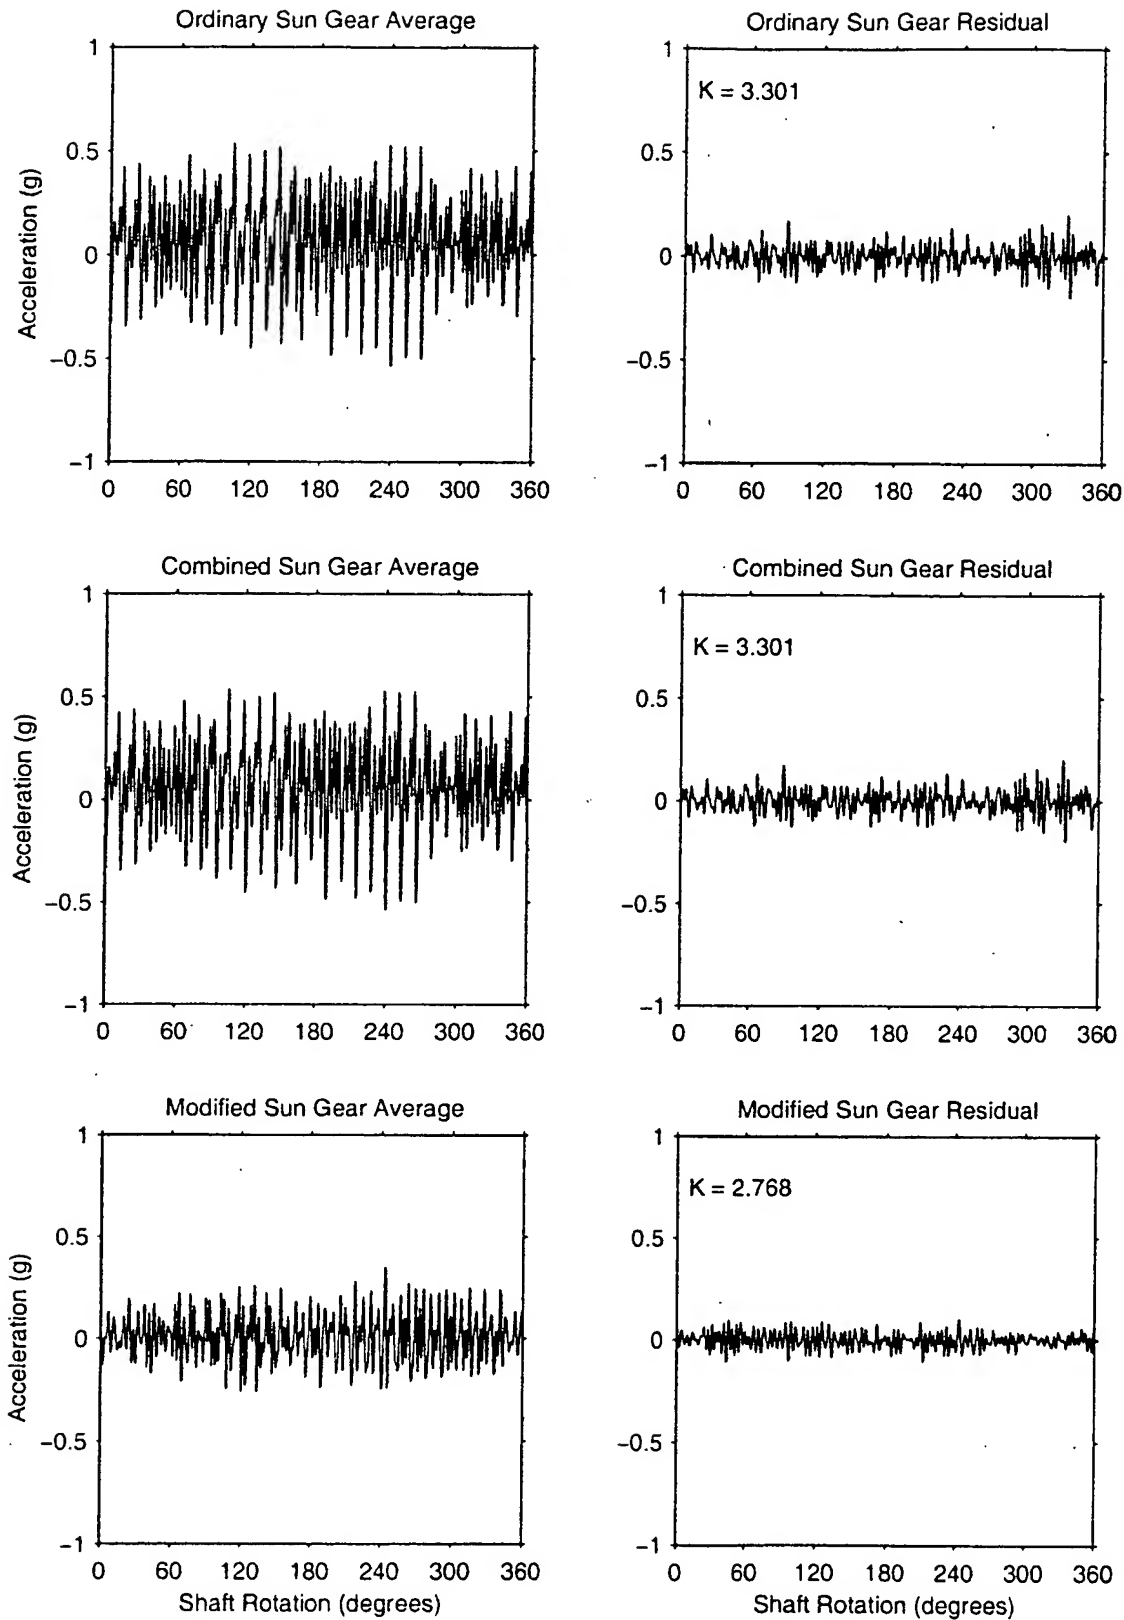 Ordinary Sun Gear Average
1
0.5
0
−0.5
−1
Acceleration (g)
0 60 120 180 240 300 360
Ordinary Sun Gear Residual
K = 3.301
1
0.5
0
−0.5
−1
0 60 120 180 240 300 360
Combined Sun Gear Average
1
0.5
0
−0.5
−1
Acceleration (g)
0 60 120 180 240 300 360
Combined Sun Gear Residual
K = 3.301
1
0.5
0
−0.5
−1
0 60 120 180 240 300 360
Modified Sun Gear Average
1
0.5
0
−0.5
−1
Acceleration (g)
0 60 120 180 240 300 360
Shaft Rotation (degrees)
Modified Sun Gear Residual
K = 2.768
1
0.5
0
−0.5
−1
0 60 120 180 240 300 360
Shaft Rotation (degrees)